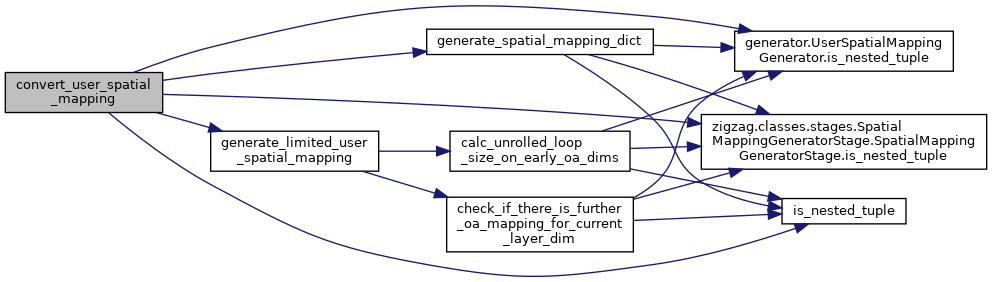 convert_user_spatial
_mapping
generate_spatial_mapping_dict
generate_limited_user
_spatial_mapping
calc_unrolled_loop
_size_on_early_oa_dims
check_if_there_is_further
_oa_mapping_for_current
_layer_dim
generator.UserSpatialMapping
Generator.is_nested_tuple
zigzag.classes.stages.Spatial
MappingGeneratorStage.SpatialMapping
GeneratorStage.is_nested_tuple
is_nested_tuple